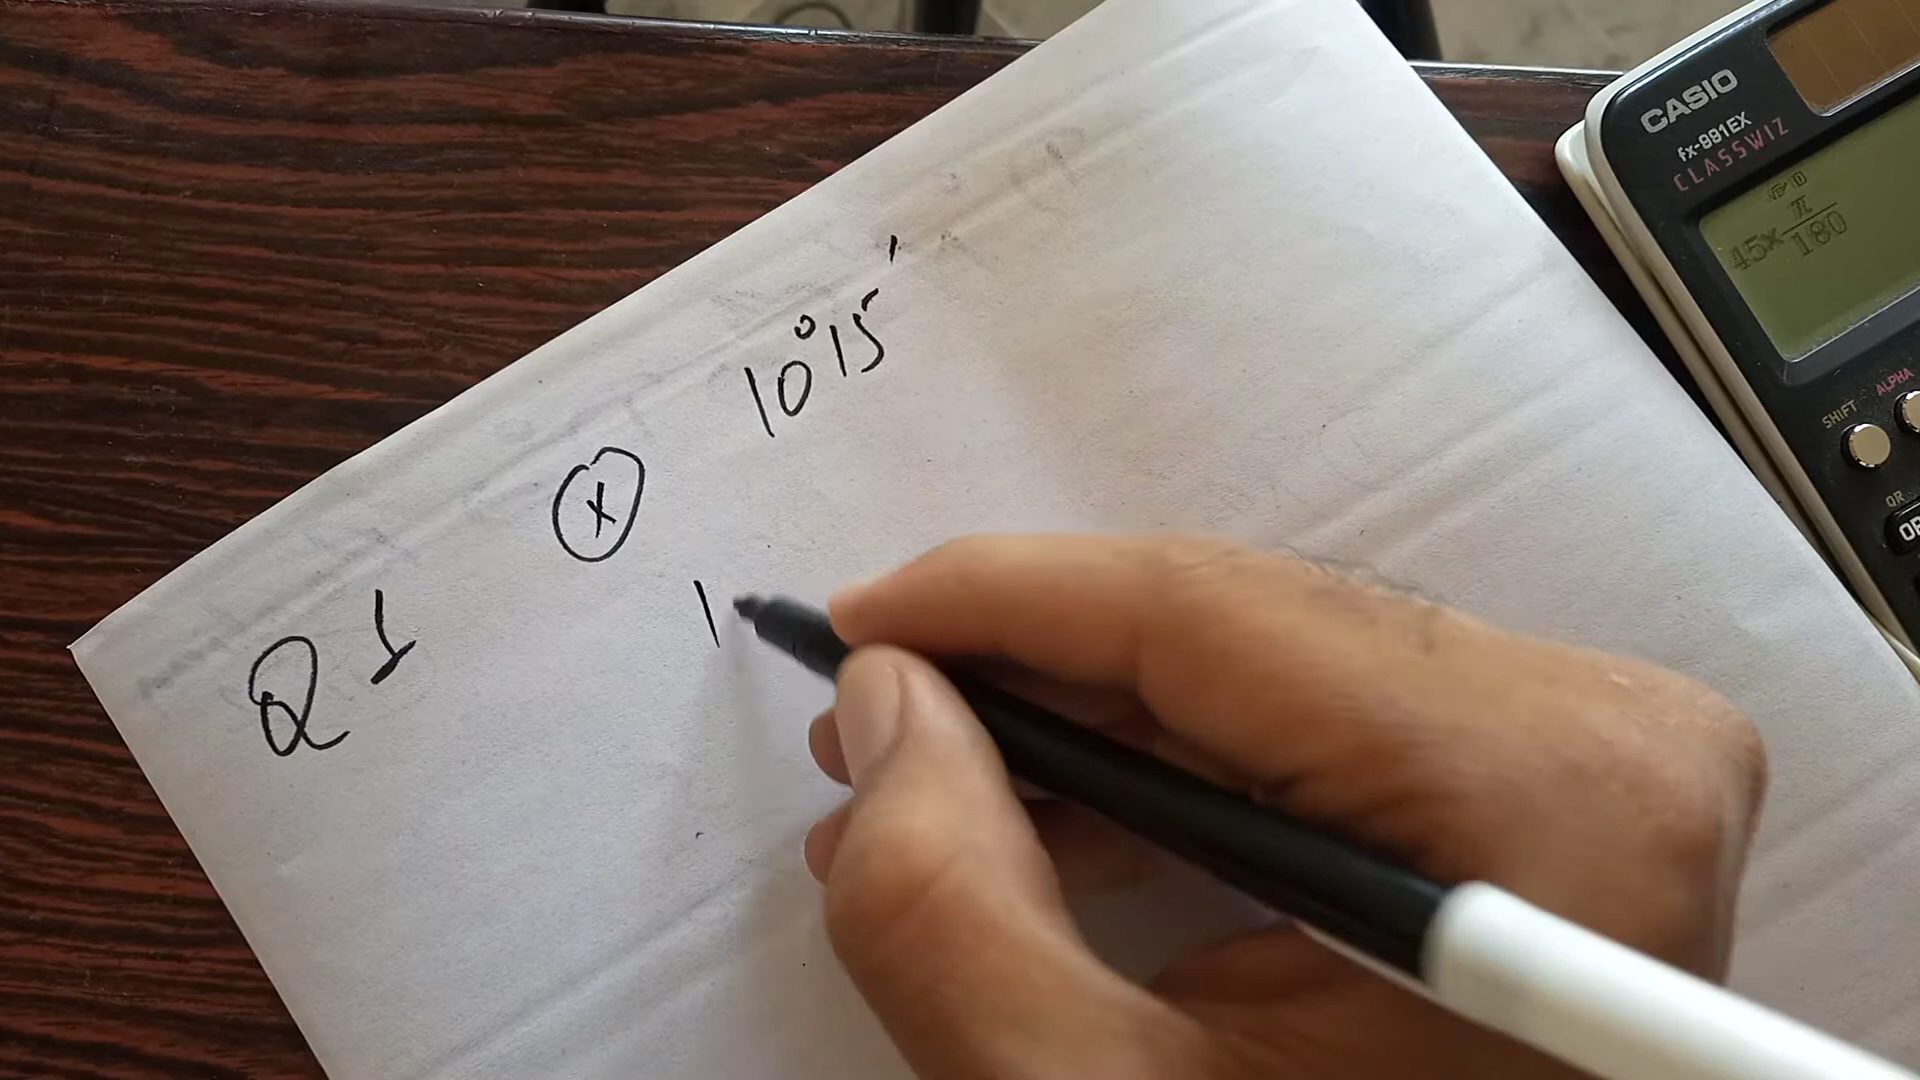 Q 1
(x) 10°15'
1
CASIO
fx-991EX
CLASSWIZ
√▱ D
45×π/180
SHIFT
ALPHA